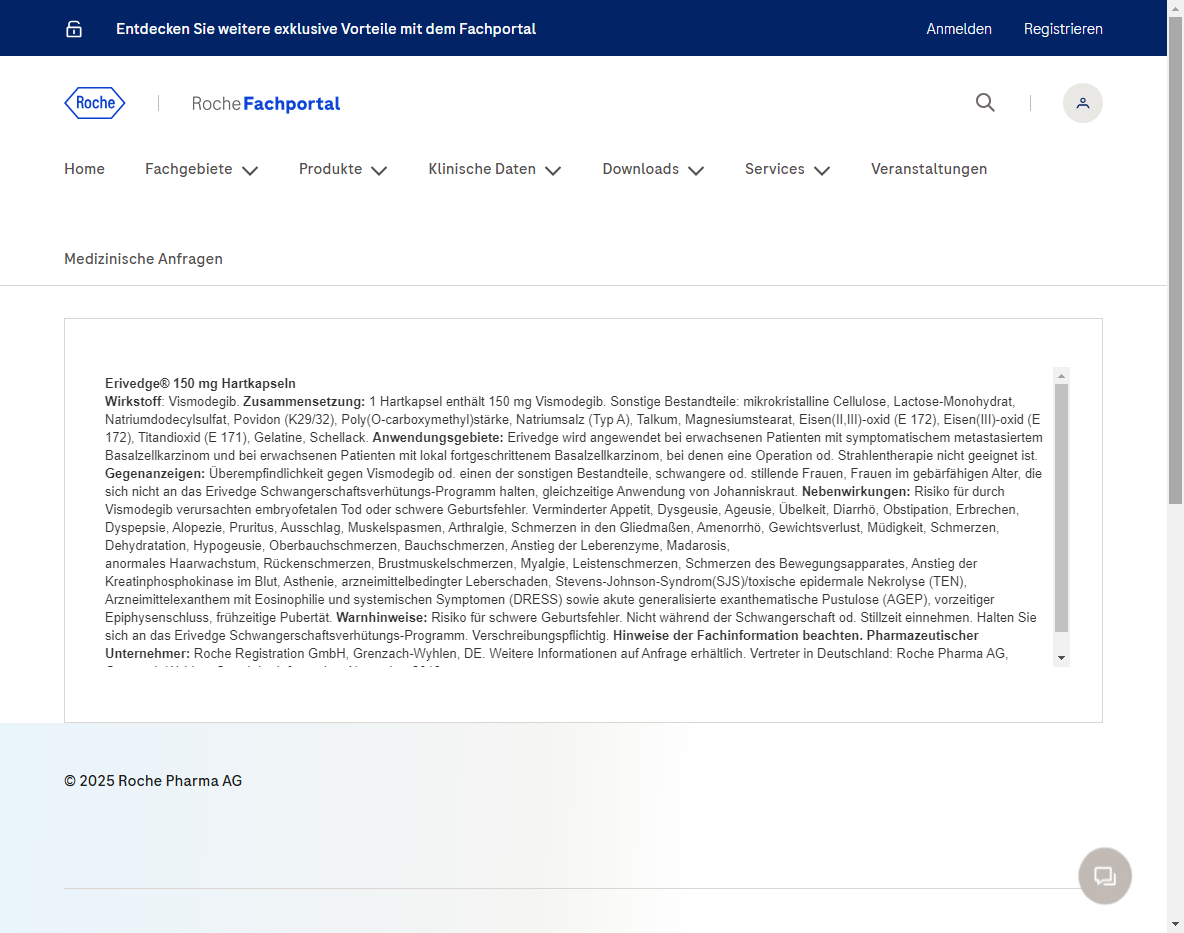 Entdecken Sie weitere exklusive Vorteile mit dem Fachportal
Anmelden
Registrieren
Roche
Roche Fachportal
Home
Fachgebiete
Produkte
Klinische Daten
Downloads
Services
Veranstaltungen
Medizinische Anfragen
Erivedge® 150 mg Hartkapseln
Wirkstoff: Vismodegib. Zusammensetzung: 1 Hartkapsel enthält 150 mg Vismodegib. Sonstige Bestandteile: mikrokristalline Cellulose, Lactose-Monohydrat,
Natriumdodecylsulfat, Povidon (K29/32), Poly(O-carboxymethyl)stärke, Natriumsalz (Typ A), Talkum, Magnesiumstearat, Eisen(II,III)-oxid (E 172), Eisen(III)-oxid (E
172), Titandioxid (E 171), Gelatine, Schellack. Anwendungsgebiete: Erivedge wird angewendet bei erwachsenen Patienten mit symptomatischem metastasiertem
Basalzellkarzinom und bei erwachsenen Patienten mit lokal fortgeschrittenem Basalzellkarzinom, bei denen eine Operation od. Strahlentherapie nicht geeignet ist.
Gegenanzeigen: Überempfindlichkeit gegen Vismodegib od. einen der sonstigen Bestandteile, schwangere od. stillende Frauen, Frauen im gebärfähigen Alter, die
sich nicht an das Erivedge Schwangerschaftsverhütungs-Programm halten, gleichzeitige Anwendung von Johanniskraut. Nebenwirkungen: Risiko für durch
Vismodegib verursachten embryofetalen Tod oder schwere Geburtsfehler. Verminderter Appetit, Dysgeusie, Ageusie, Übelkeit, Diarrhö, Obstipation, Erbrechen,
Dyspepsie, Alopezie, Pruritus, Ausschlag, Muskelspasmen, Arthralgie, Schmerzen in den Gliedmaßen, Amenorrhö, Gewichtsverlust, Müdigkeit, Schmerzen,
Dehydratation, Hypogeusie, Oberbauchschmerzen, Bauchschmerzen, Anstieg der Leberenzyme, Madarosis,
anormales Haarwachstum, Rückenschmerzen, Brustmuskelschmerzen, Myalgie, Leistenschmerzen, Schmerzen des Bewegungsapparates, Anstieg der
Kreatinphosphokinase im Blut, Asthenie, arzneimittelbedingter Leberschaden, Stevens-Johnson-Syndrom(SJS)/toxische epidermale Nekrolyse (TEN),
Arzneimittelexanthem mit Eosinophilie und systemischen Symptomen (DRESS) sowie akute generalisierte exanthematische Pustulose (AGEP), vorzeitiger
Epiphysenschluss, frühzeitige Pubertät. Warnhinweise: Risiko für schwere Geburtsfehler. Nicht während der Schwangerschaft od. Stillzeit einnehmen. Halten Sie
sich an das Erivedge Schwangerschaftsverhütungs-Programm. Verschreibungspflichtig. Hinweise der Fachinformation beachten. Pharmazeutischer
Unternehmer: Roche Registration GmbH, Grenzach-Wyhlen, DE. Weitere Informationen auf Anfrage erhältlich. Vertreter in Deutschland: Roche Pharma AG,
© 2025 Roche Pharma AG